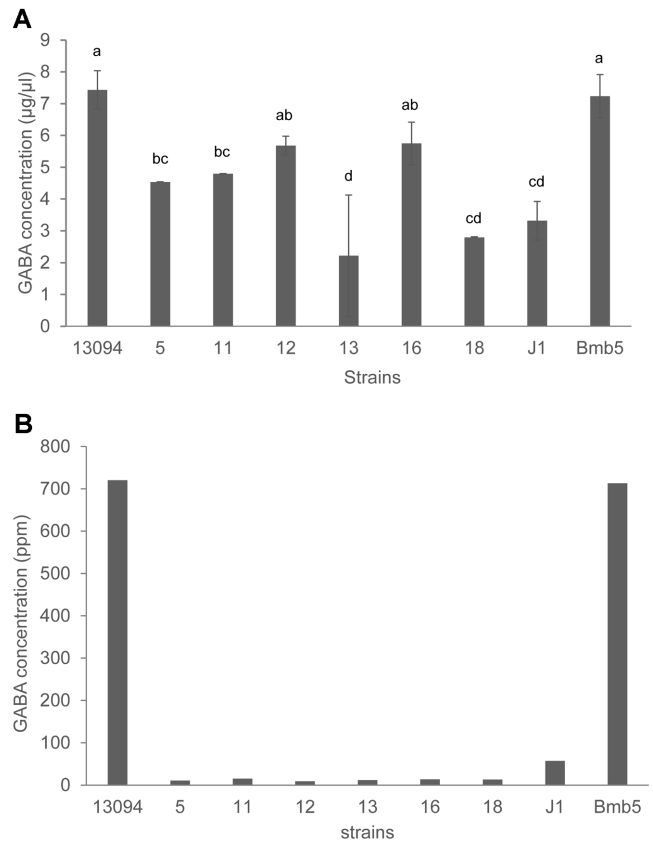 A
GABA concentration (µg/µl)
9
8
7
6
5
4
3
2
1
0
a
bc
bc
ab
d
ab
cd
cd
a
13094 5 11 12 13 16 18 J1 Bmb5
Strains
B
GABA concentration (ppm)
800
700
600
500
400
300
200
100
0
13094 5 11 12 13 16 18 J1 Bmb5
strains